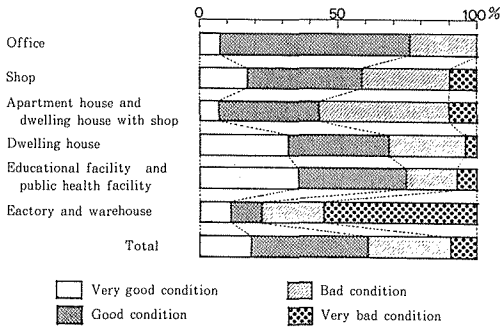 0 50 100%
Office
Shop
Apartment house and
dwelling house with shop
Dwelling house
Educational facility and
public health facility
Eactory and warehouse
Total
Very good condition
Bad condition
Good condition
Very bad condition